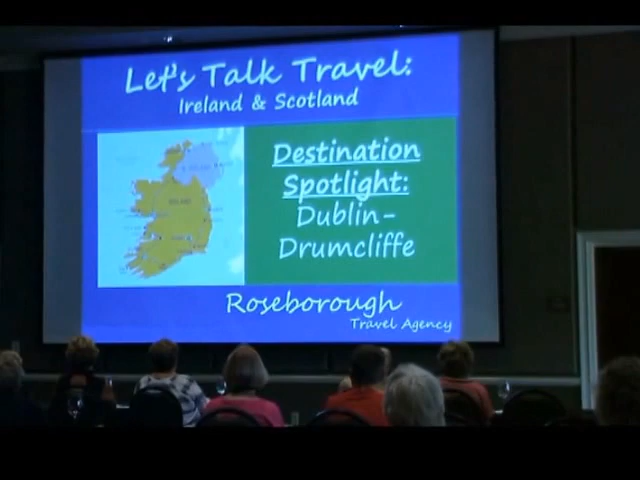 Let's Talk Travel:
Ireland & Scotland
Destination
Spotlight:
Dublin-
Drumcliffe
Roseborough
Travel Agency